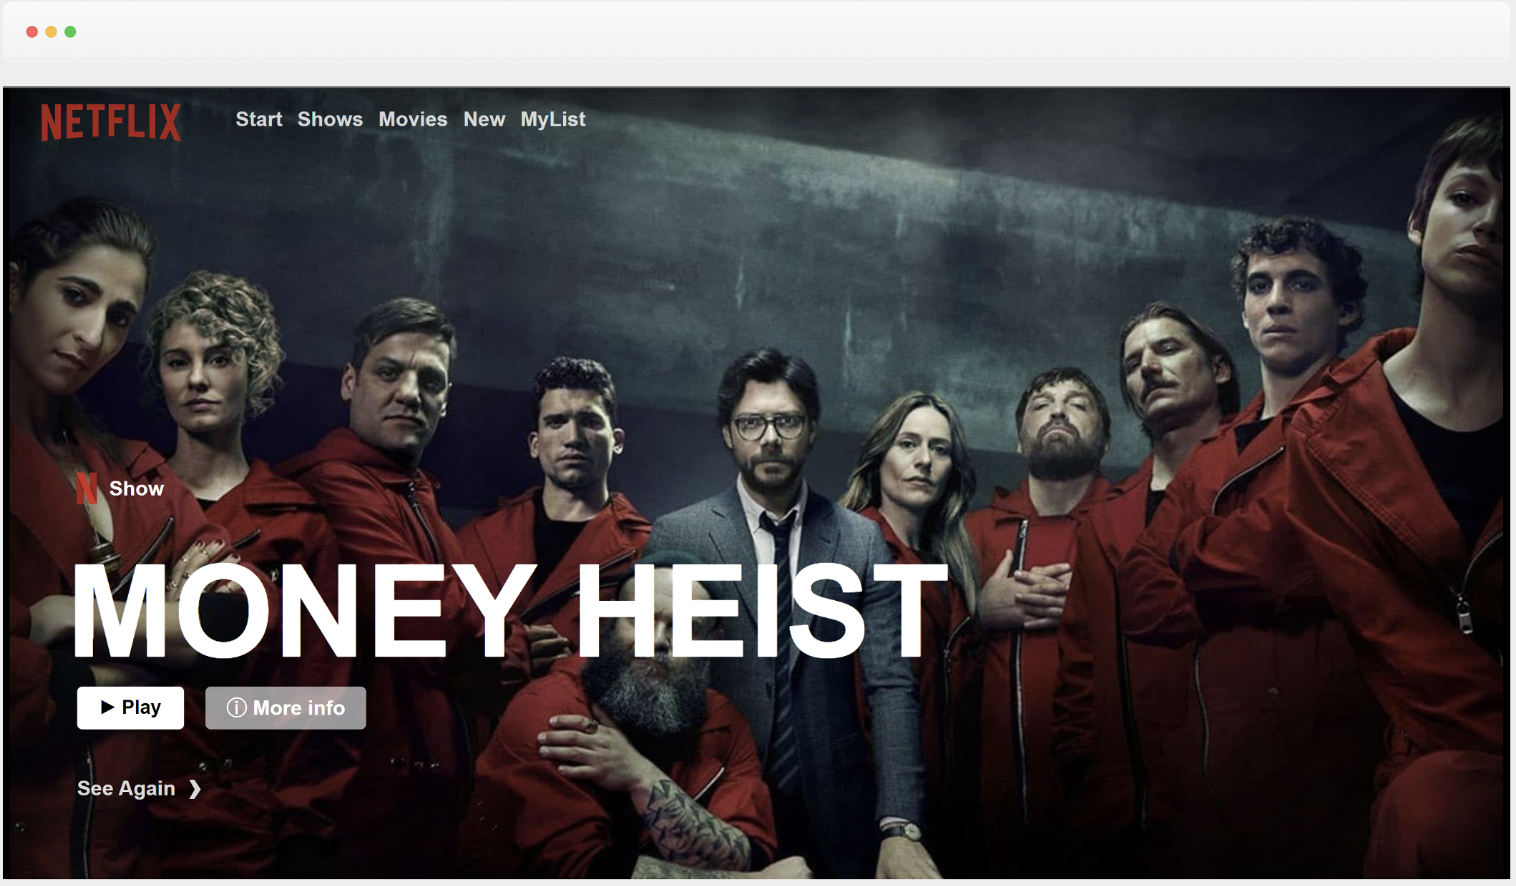 NETFLIX Start Shows Movies New MyList
N Show
MONEY HEIST
▶ Play ⓘ More info
See Again ❯